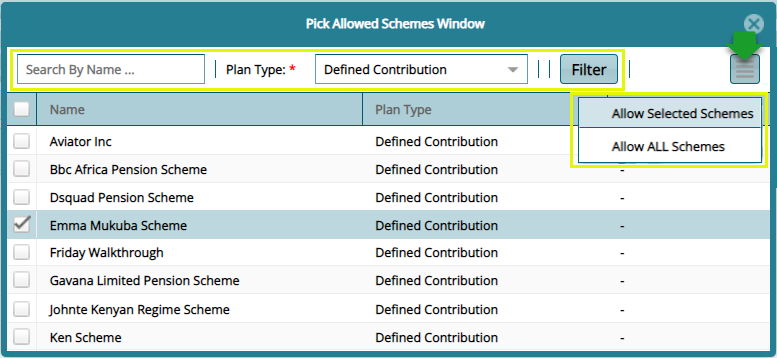 Pick Allowed Schemes Window
Search By Name ... Plan Type: * Defined Contribution Filter
Name Plan Type
Allow Selected Schemes
Allow ALL Schemes
Aviator Inc Defined Contribution
Bbc Africa Pension Scheme Defined Contribution
Dsquad Pension Scheme Defined Contribution -
Emma Mukuba Scheme Defined Contribution -
Friday Walkthrough Defined Contribution -
Gavana Limited Pension Scheme Defined Contribution -
Johnte Kenyan Regime Scheme Defined Contribution -
Ken Scheme Defined Contribution -